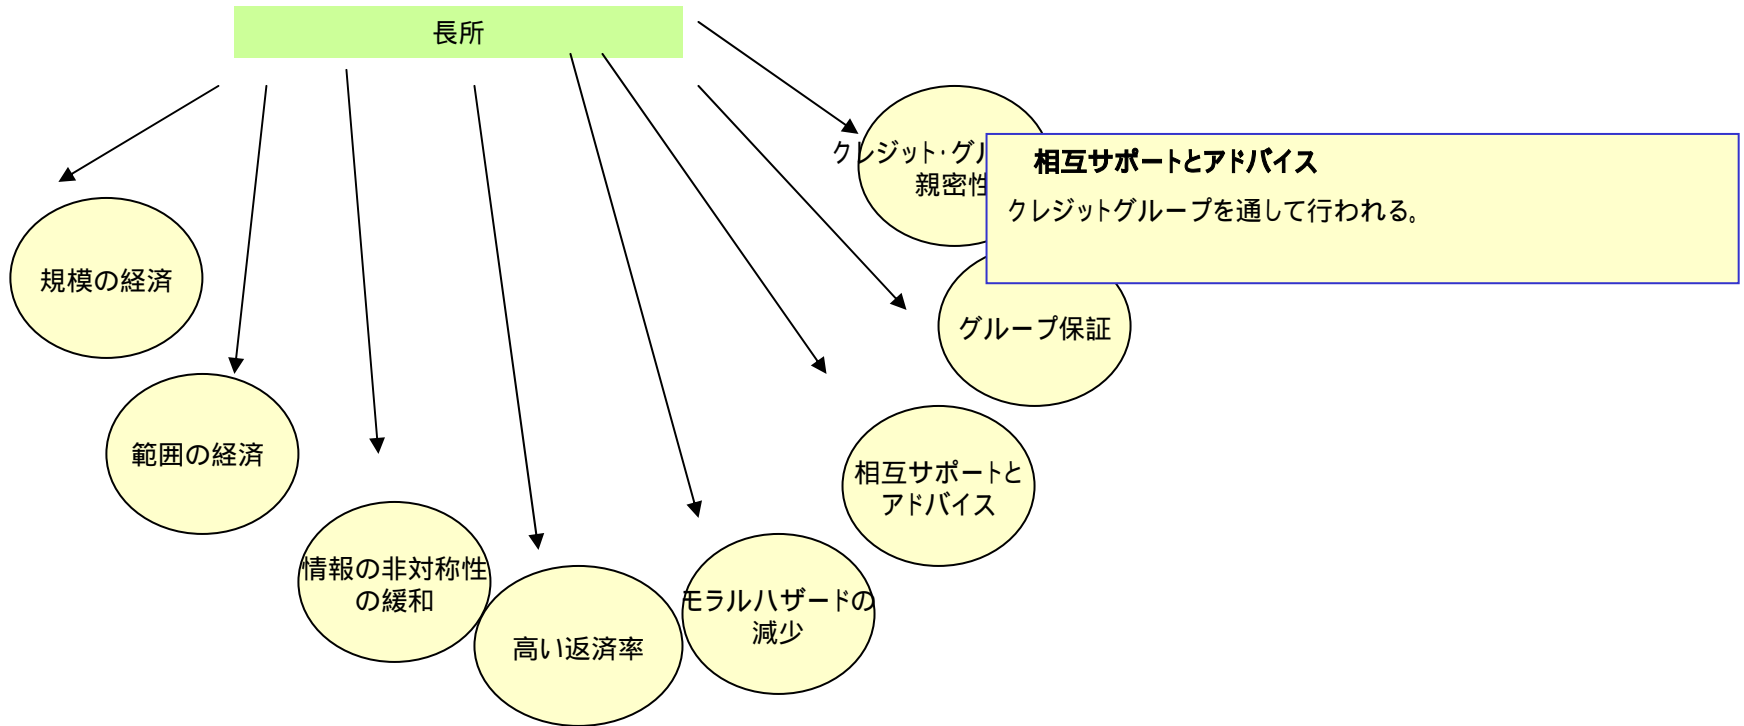 長所
クレジット・グル
親密性
相互サポートとアドバイス
クレジットグループを通して行われる。
規模の経済
グループ保証
範囲の経済
相互サポートと
アドバイス
情報の非対称性
の緩和
モラルハザードの
減少
高い返済率